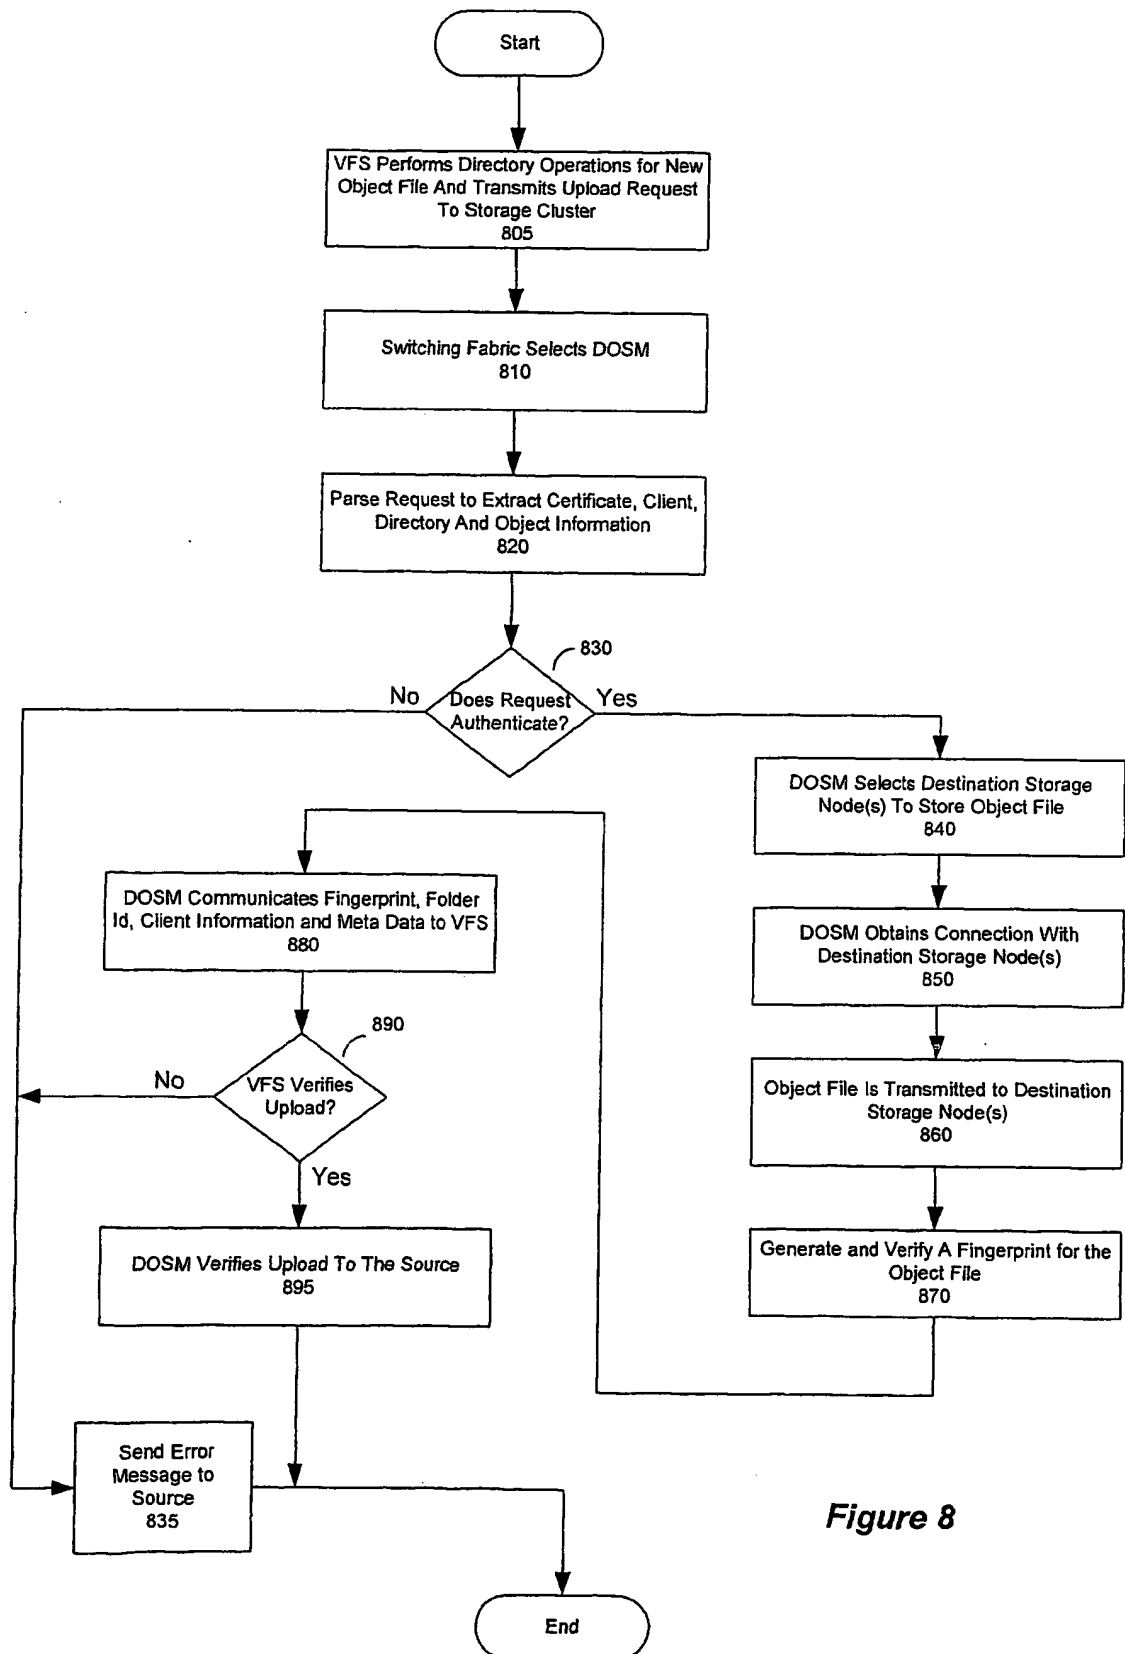 Start
VFS Performs Directory Operations for New
Object File And Transmits Upload Request
To Storage Cluster
805
Switching Fabric Selects DOSM
810
Parse Request to Extract Certificate, Client,
Directory And Object Information
820
830
No
Does Request
Authenticate?
Yes
DOSM Selects Destination Storage
Node(s) To Store Object File
840
DOSM Obtains Connection With
Destination Storage Node(s)
850
Object File Is Transmitted to Destination
Storage Node(s)
860
Generate and Verify A Fingerprint for the
Object File
870
DOSM Communicates Fingerprint, Folder
Id, Client Information and Meta Data to VFS
880
890
No
VFS Verifies
Upload?
Yes
DOSM Verifies Upload To The Source
895
Send Error
Message to
Source
835
End
Figure 8